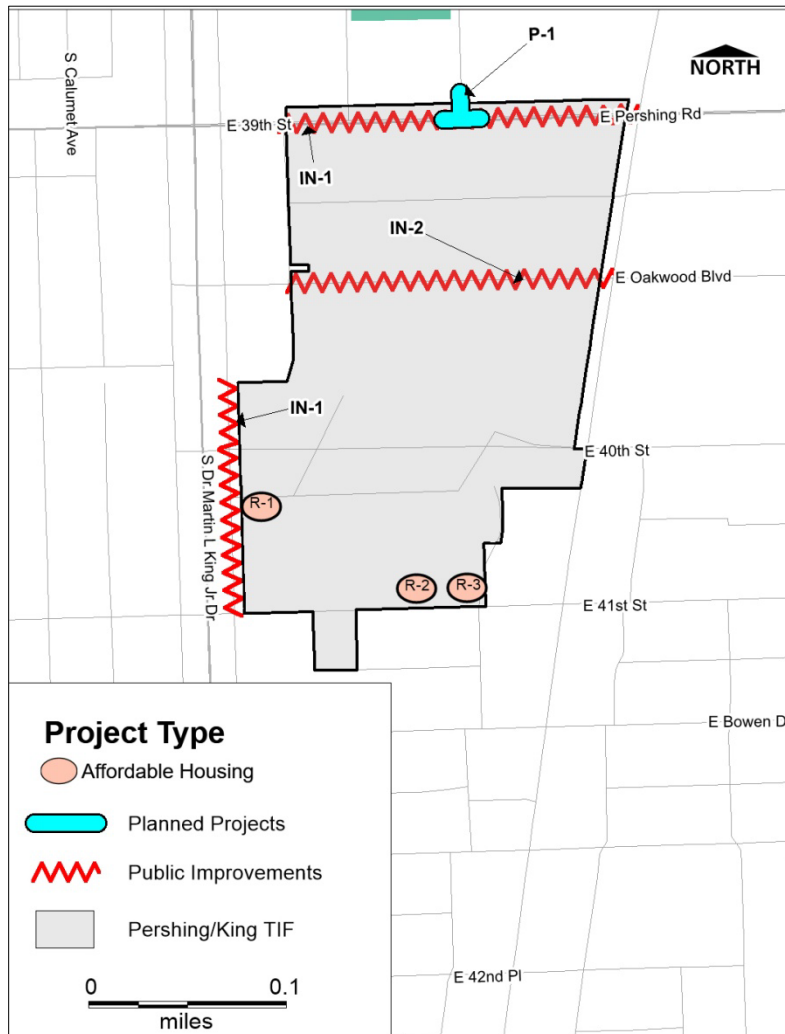 P-1
NORTH
S Calumet Ave
E 39th St
E Pershing Rd
IN-1
IN-2
E Oakwood Blvd
IN-1
E 40th St
S Dr. Martin L King Jr. Dr
R-1
R-2
R-3
E 41st St
E Bowen D
E 42nd Pl
Project Type
Affordable Housing
Planned Projects
Public Improvements
Pershing/King TIF
0 0.1
miles